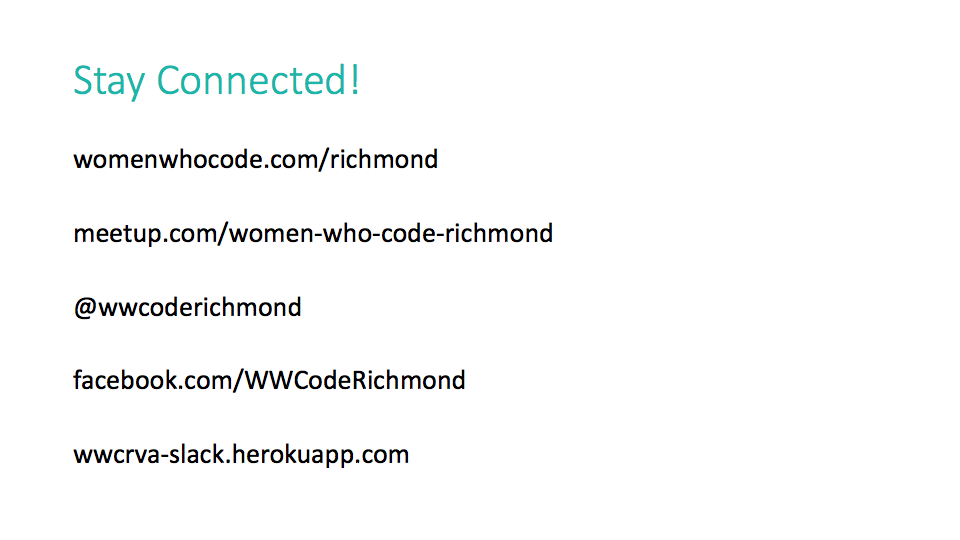 Stay Connected!
womenwhocode.com/richmond
meetup.com/women-who-code-richmond
@wwcoderichmond
facebook.com/WWCodeRichmond
wwcrva-slack.herokuapp.com